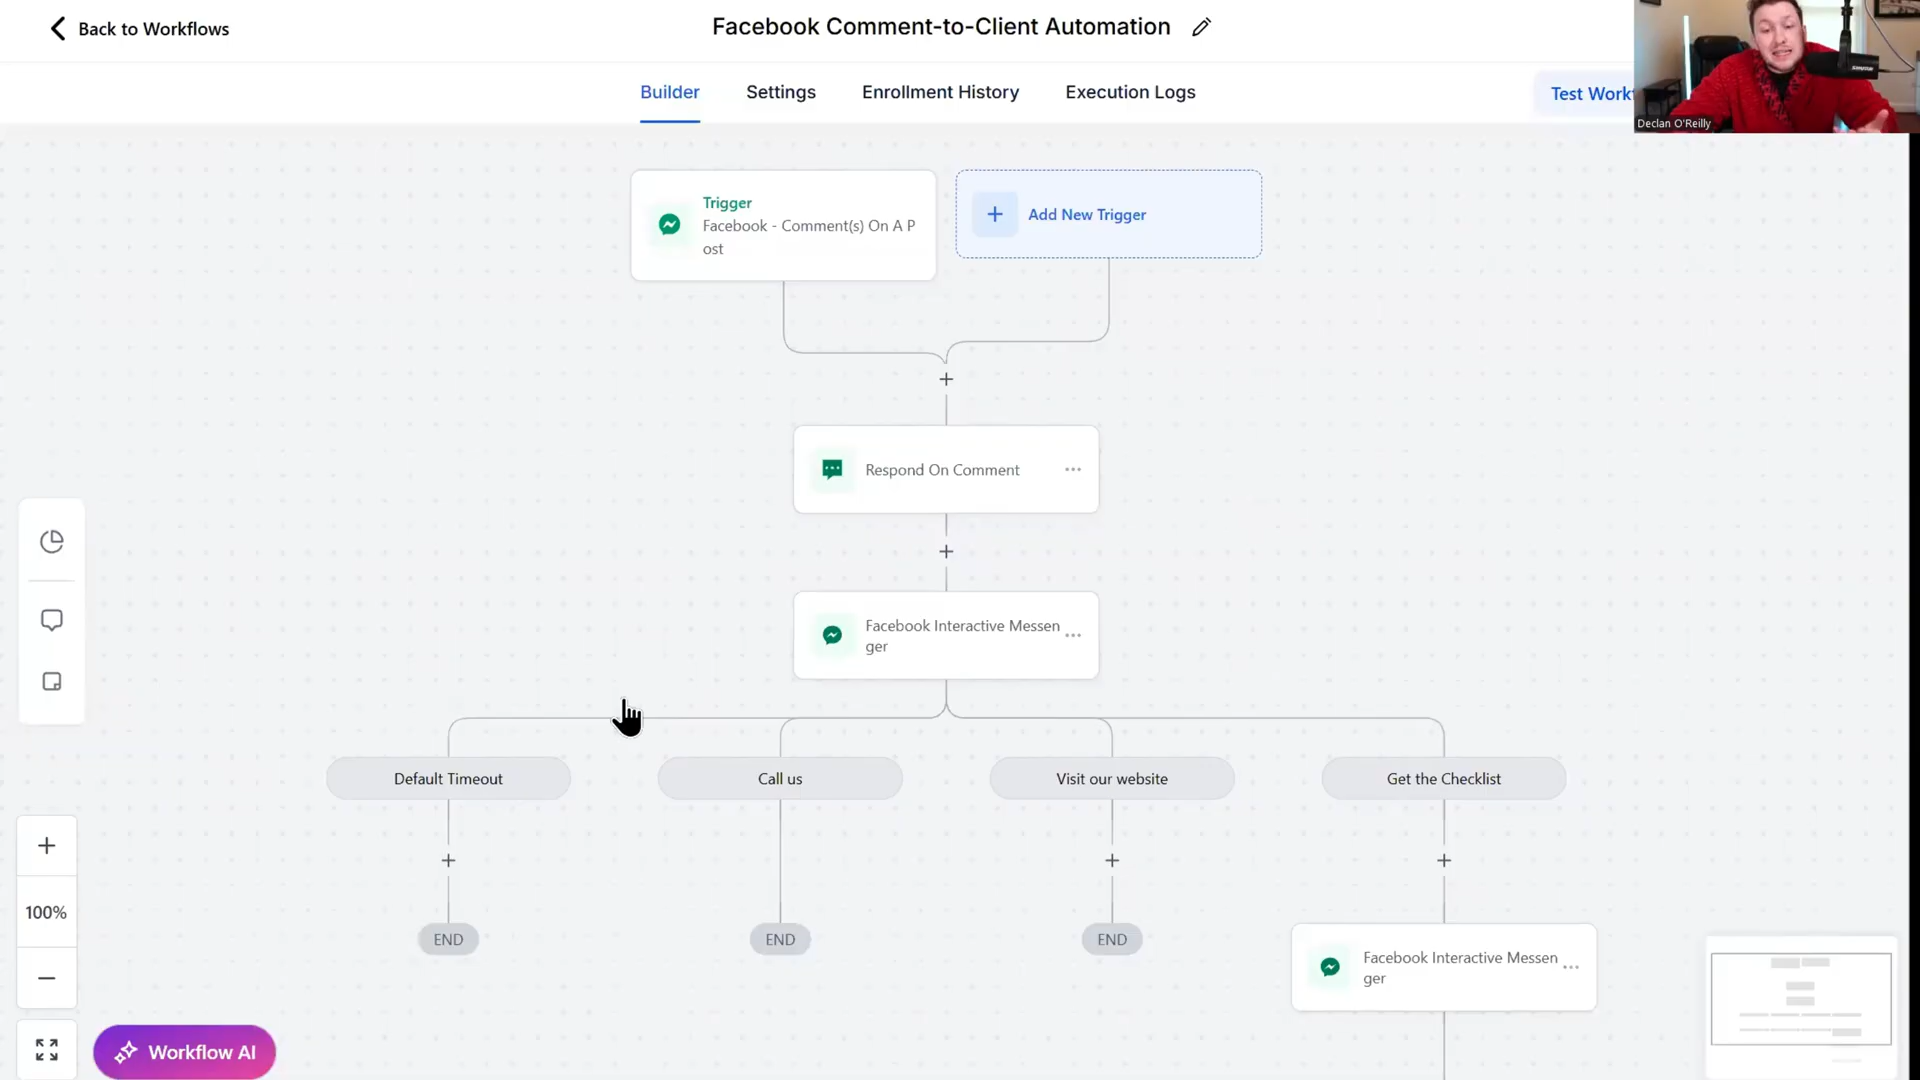 Back to Workflows
Facebook Comment-to-Client Automation
Builder
Settings
Enrollment History
Execution Logs
Test Workf
Declan O'Reilly
Trigger
Facebook - Comment(s) On A P
ost
Add New Trigger
Respond On Comment
Facebook Interactive Messen
ger
Default Timeout
Call us
Visit our website
Get the Checklist
END
END
END
Facebook Interactive Messen
ger
100%
Workflow AI